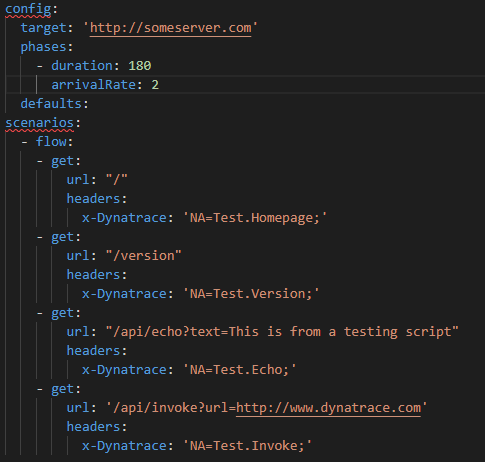 config:
  target: 'http://someserver.com'
  phases:
    - duration: 180
      arrivalRate: 2
  defaults:
scenarios:
  - flow:
    - get:
        url: "/"
        headers:
          x-Dynatrace: 'NA=Test.Homepage;'
    - get:
        url: "/version"
        headers:
          x-Dynatrace: 'NA=Test.Version;'
    - get:
        url: "/api/echo?text=This is from a testing script"
        headers:
          x-Dynatrace: 'NA=Test.Echo;'
    - get:
        url: '/api/invoke?url=http://www.dynatrace.com'
        headers:
          x-Dynatrace: 'NA=Test.Invoke;'